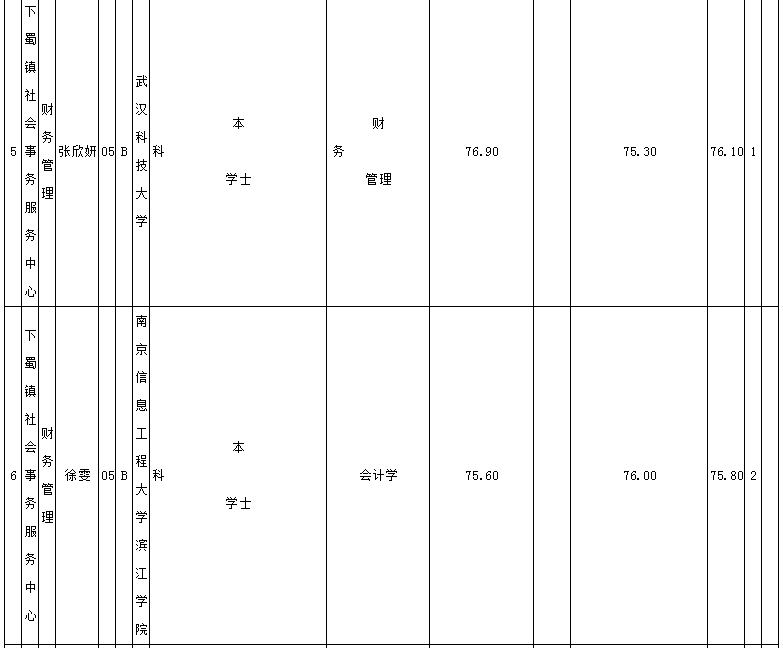 5 下蜀镇社会事务服务中心 财务管理 张欣妍 05 B 武汉科技大学 本科 学士 财务管理 76.90 75.30 76.10 1
6 下蜀镇社会事务服务中心 财务管理 徐雯 05 B 南京信息工程大学滨江学院 本科 学士 会计学 75.60 76.00 75.80 2